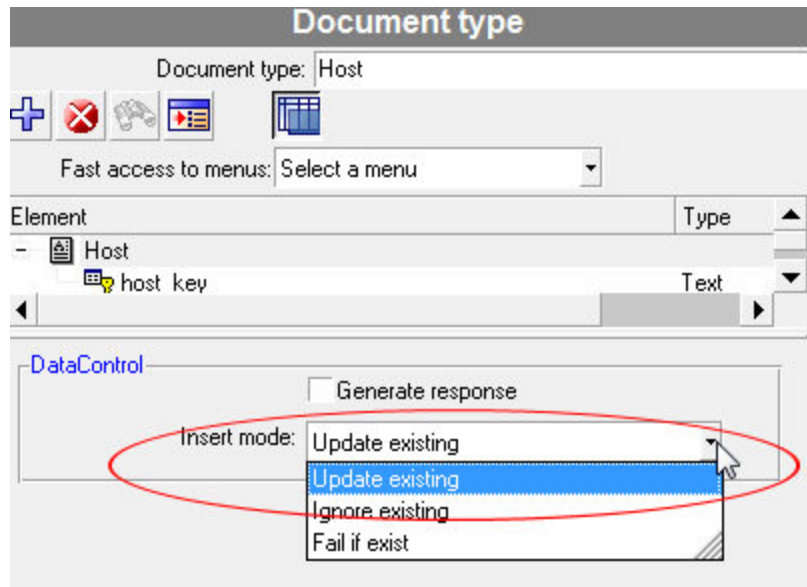 Document type
Document type: Host
Fast access to menus: Select a menu
Element Type
Host
host_key Text
DataControl
Generate response
Insert mode: Update existing
Update existing
Ignore existing
Fail if exist